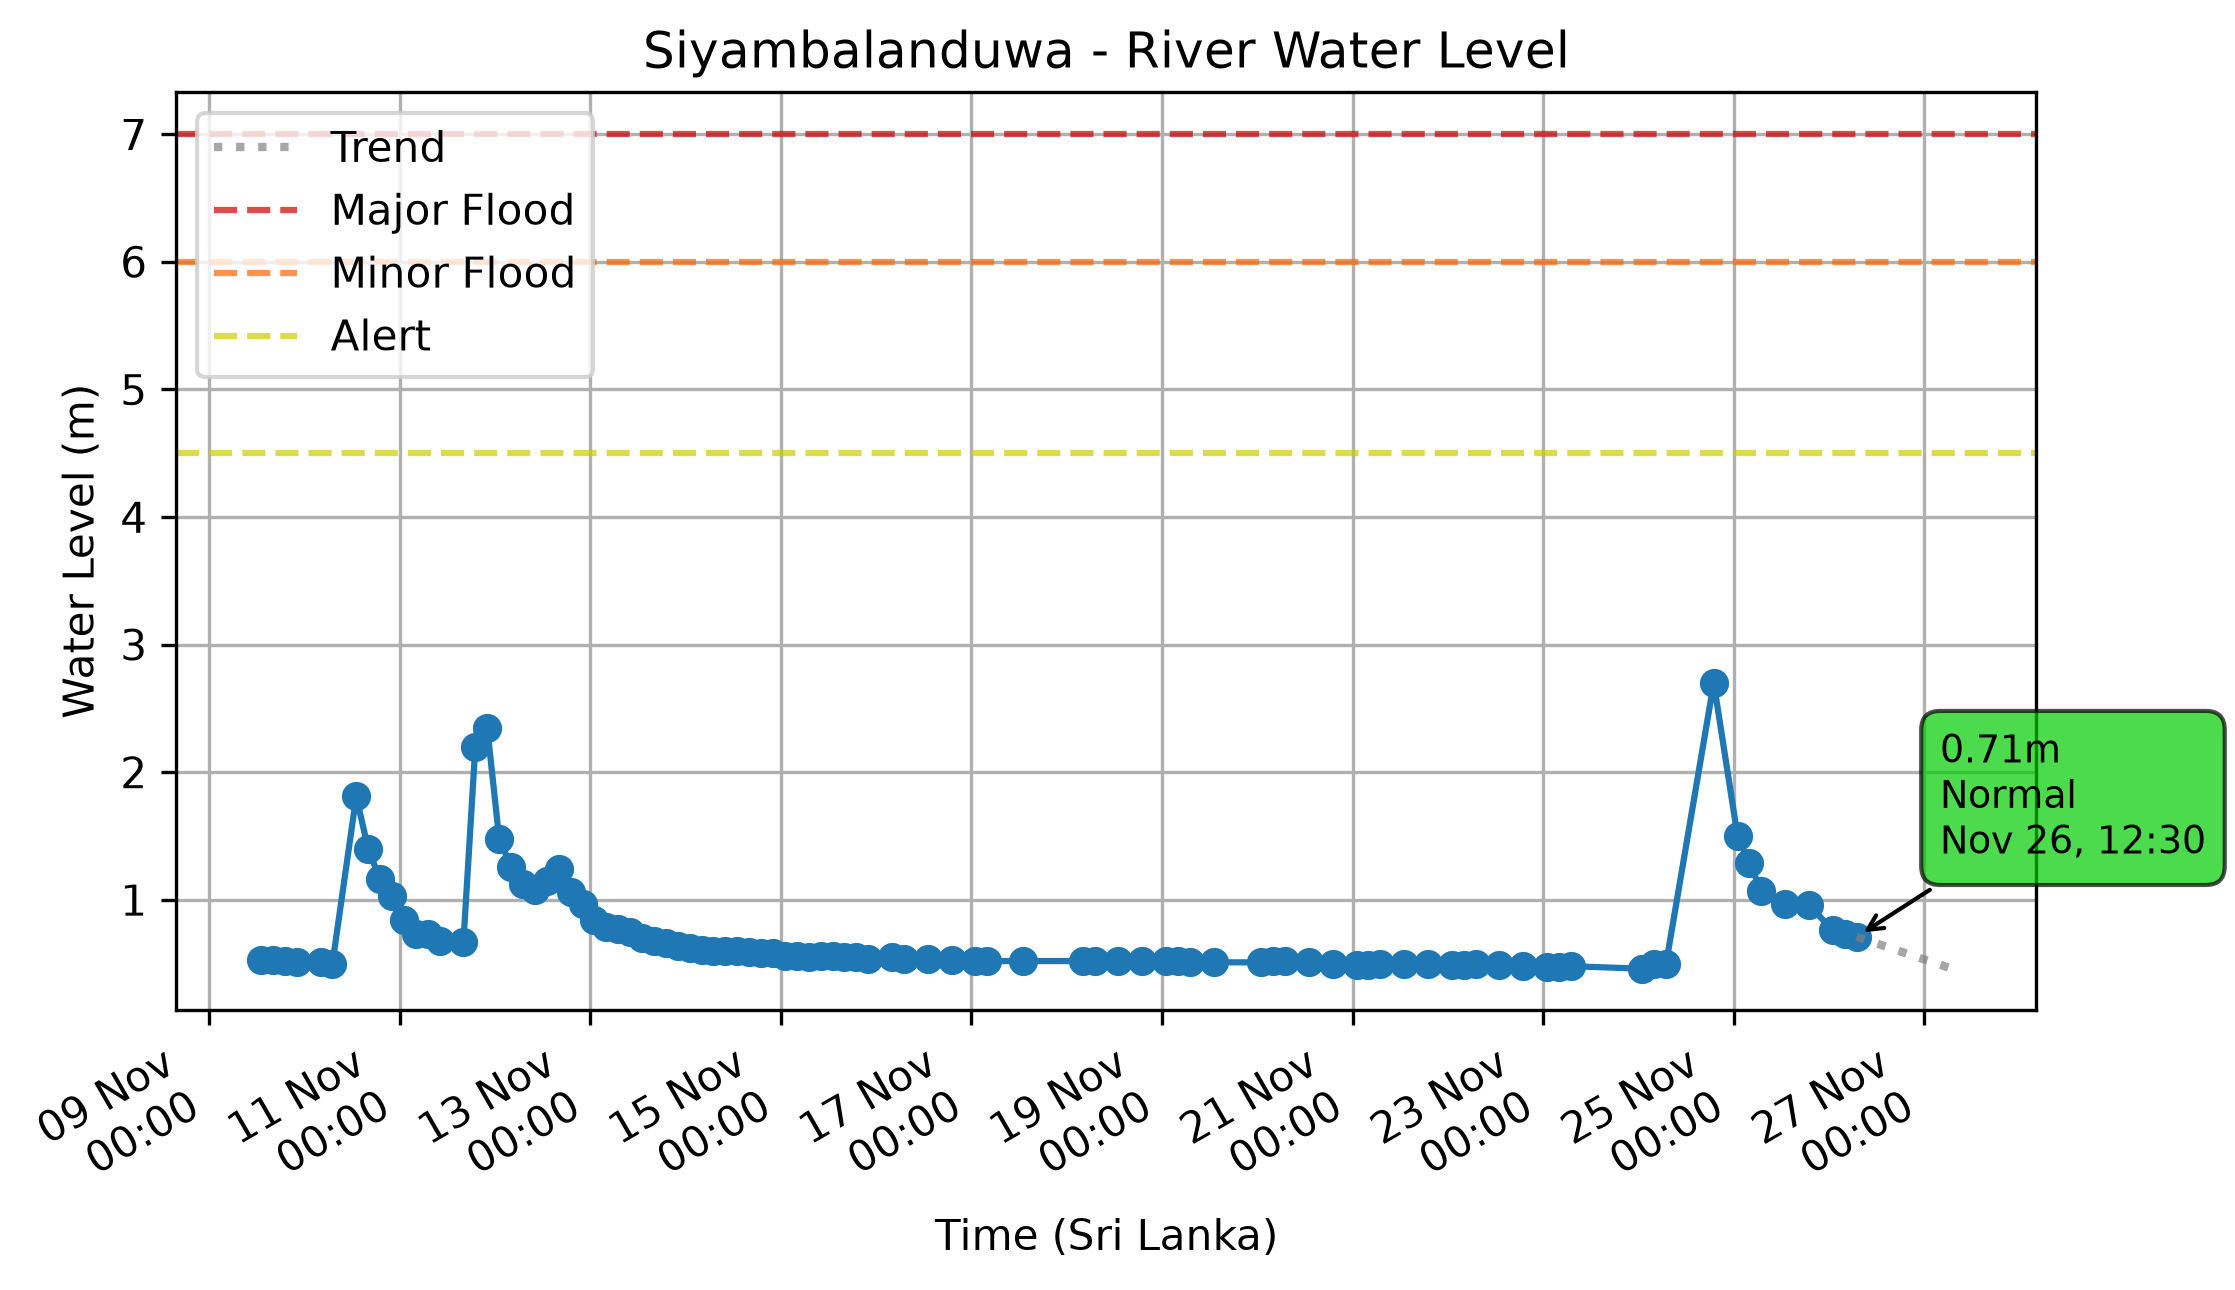 Siyambalanduwa - River Water Level
Trend
Major Flood
Minor Flood
Alert
Water Level (m)
7
6
5
4
3
2
1
0.71m
Normal
Nov 26, 12:30
09 Nov
00:00
11 Nov
00:00
13 Nov
00:00
15 Nov
00:00
17 Nov
00:00
19 Nov
00:00
21 Nov
00:00
23 Nov
00:00
25 Nov
00:00
27 Nov
00:00
Time (Sri Lanka)